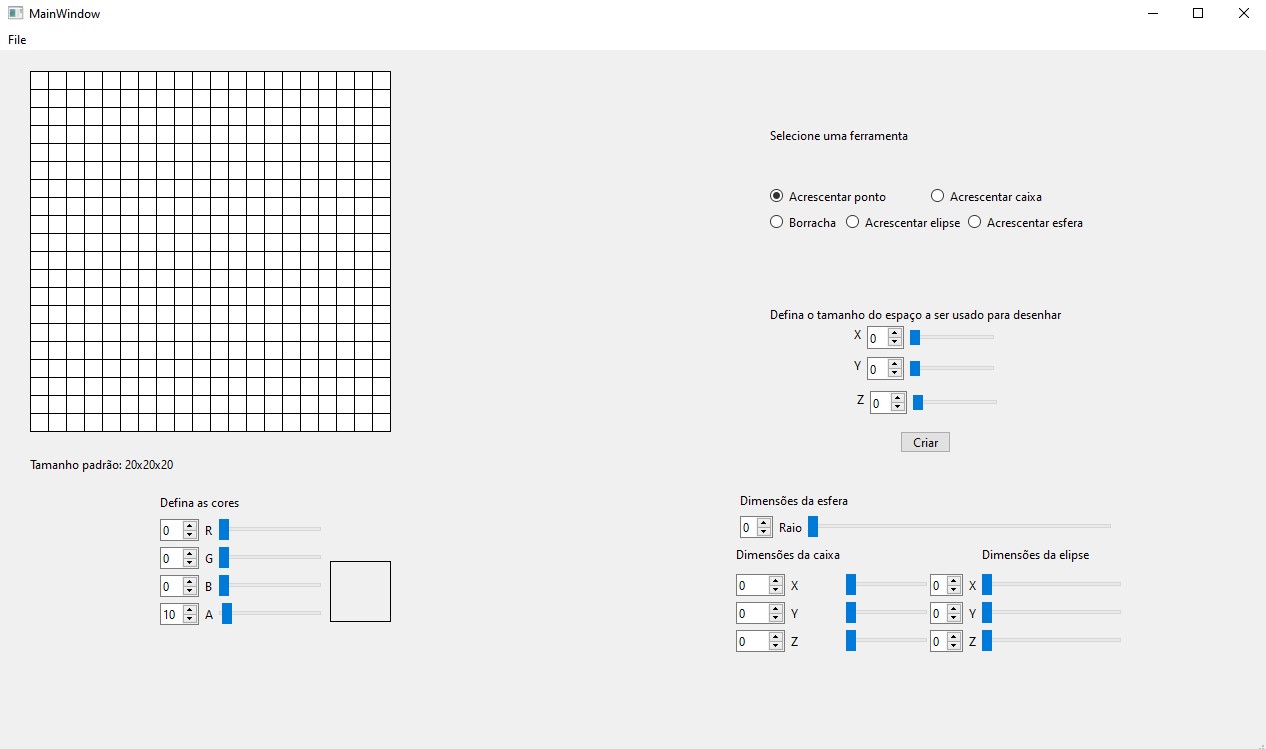 MainWindow
File
Selecione uma ferramenta
Acrescentar ponto Acrescentar caixa
Borracha Acrescentar elipse Acrescentar esfera
Defina o tamanho do espaço a ser usado para desenhar
X 0
Y 0
Z 0
Criar
Tamanho padrão: 20x20x20
Defina as cores
0 R
0 G
0 B
10 A
Dimensões da esfera
0 Raio
Dimensões da caixa
0 X
0 Y
0 Z
Dimensões da elipse
0 X
0 Y
0 Z